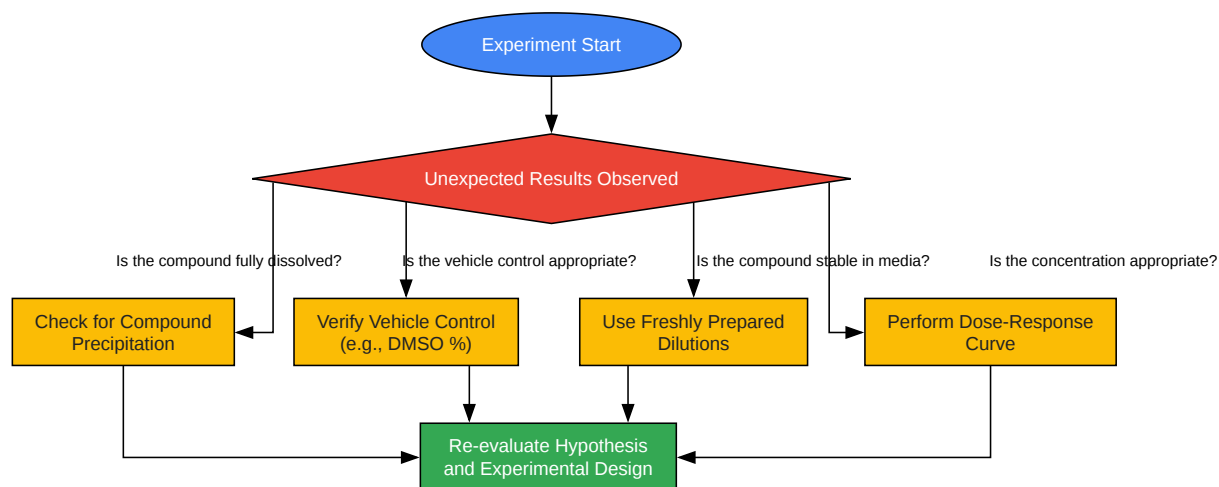 Experiment Start
Unexpected Results Observed
Is the compound fully dissolved?
Is the vehicle control appropriate?
Is the compound stable in media?
Is the concentration appropriate?
Check for Compound
Precipitation
Verify Vehicle Control
(e.g., DMSO %)
Use Freshly Prepared
Dilutions
Perform Dose-Response
Curve
Re-evaluate Hypothesis
and Experimental Design